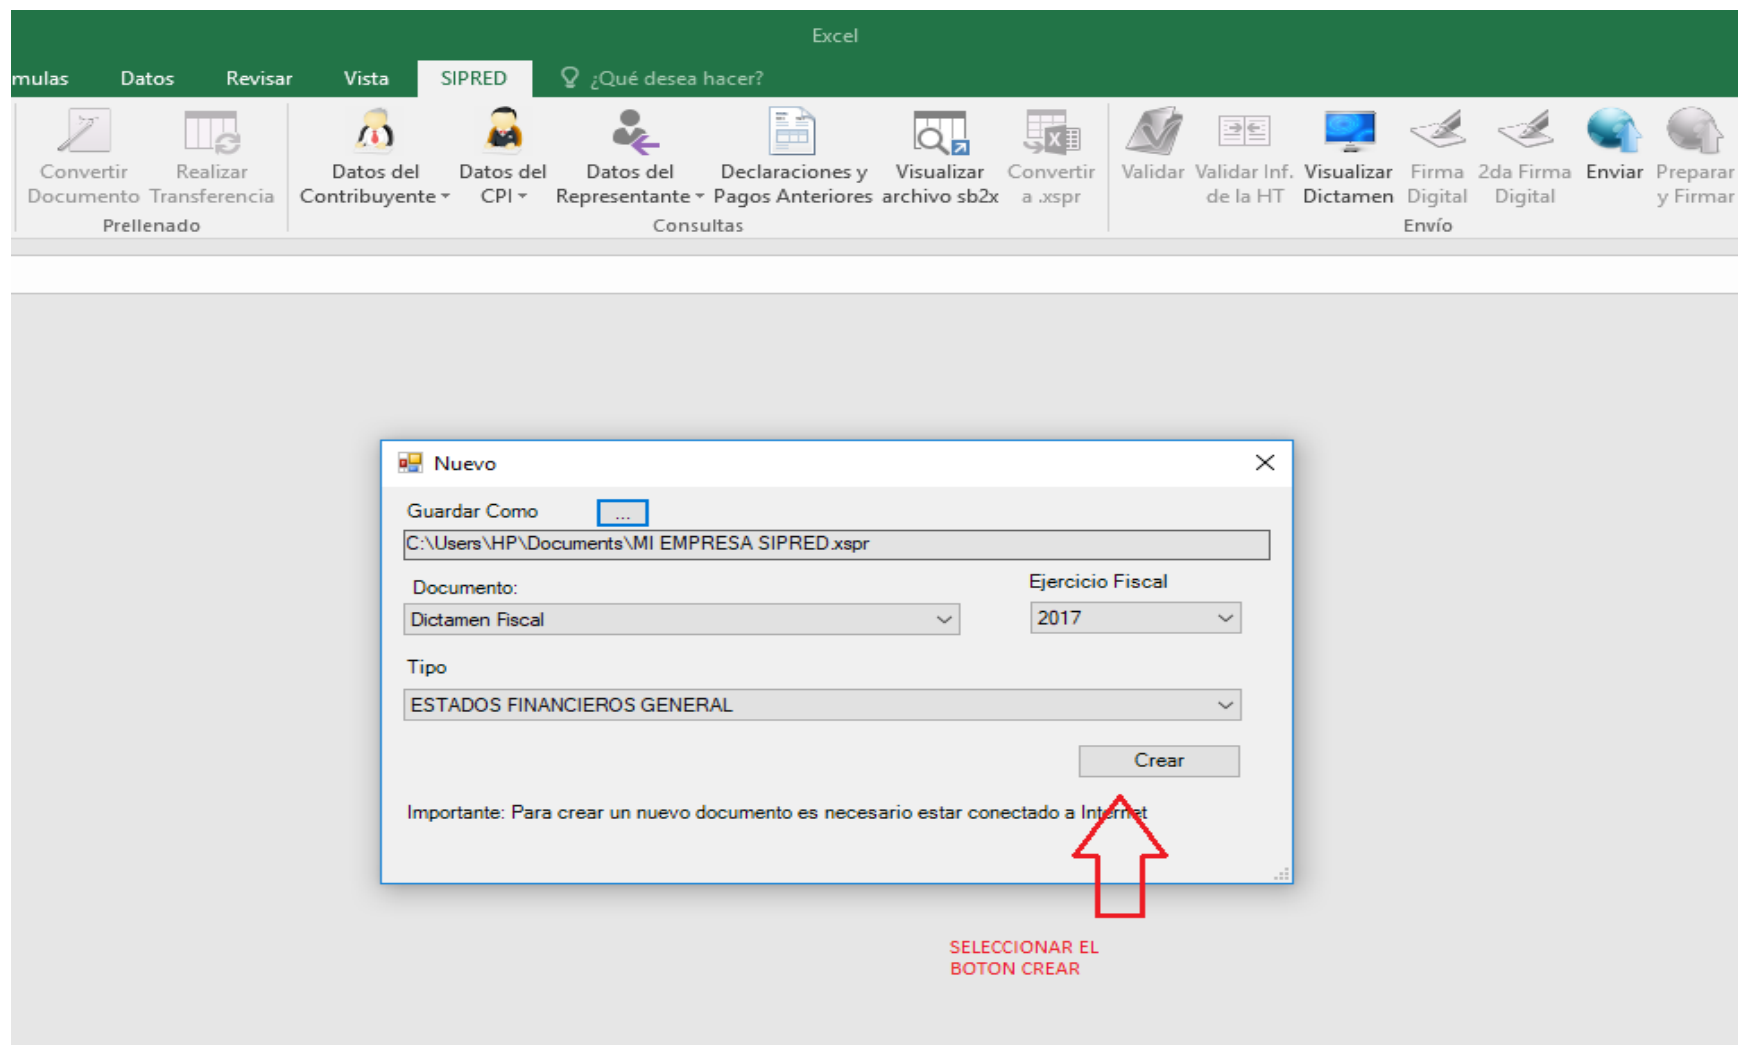 Excel
mulas Datos Revisar Vista SIPRED ¿Qué desea hacer?
Convertir Realizar Datos del Datos del Datos del Declaraciones y Visualizar Convertir Validar Validar Inf. Visualizar Firma 2da Firma Enviar Preparar
Documento Transferencia Contribuyente CPI Representante Pagos Anteriores archivo sb2x a .xspr de la HT Dictamen Digital Digital y Firmar
Prellenado Consultas Envío
Nuevo
Guardar Como ...
C:\Users\HP\Documents\MI EMPRESA SIPRED.xspr
Documento: Ejercicio Fiscal
Dictamen Fiscal 2017
Tipo
ESTADOS FINANCIEROS GENERAL
Crear
Importante: Para crear un nuevo documento es necesario estar conectado a Internet
SELECCIONAR EL
BOTON CREAR